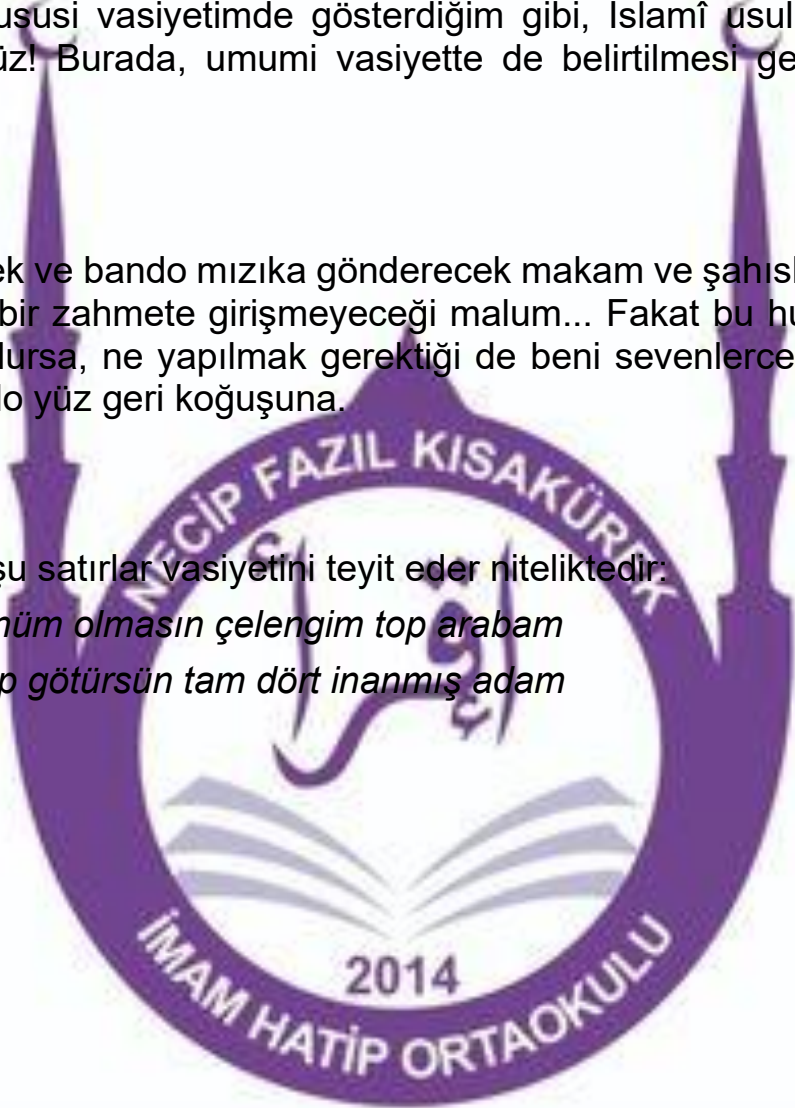 ususi vasiyetimde gösterdiğim gibi, İslamî usul
üz! Burada, umumi vasiyette de belirtilmesi ge
ek ve bando mızıka gönderecek makam ve şahısl
bir zahmete girişmeyeceği malum... Fakat bu hu
lursa, ne yapılmak gerektiği de beni sevenlerce
lo yüz geri koğuşuna.
NECİP FAZIL KISAKÜREK
şu satırlar vasiyetini teyit eder niteliktedir:
nüm olmasın çelengim top arabam
p götürsün tam dört inanmış adam
إقرأ
2014
İMAM HATİP ORTAOKULU